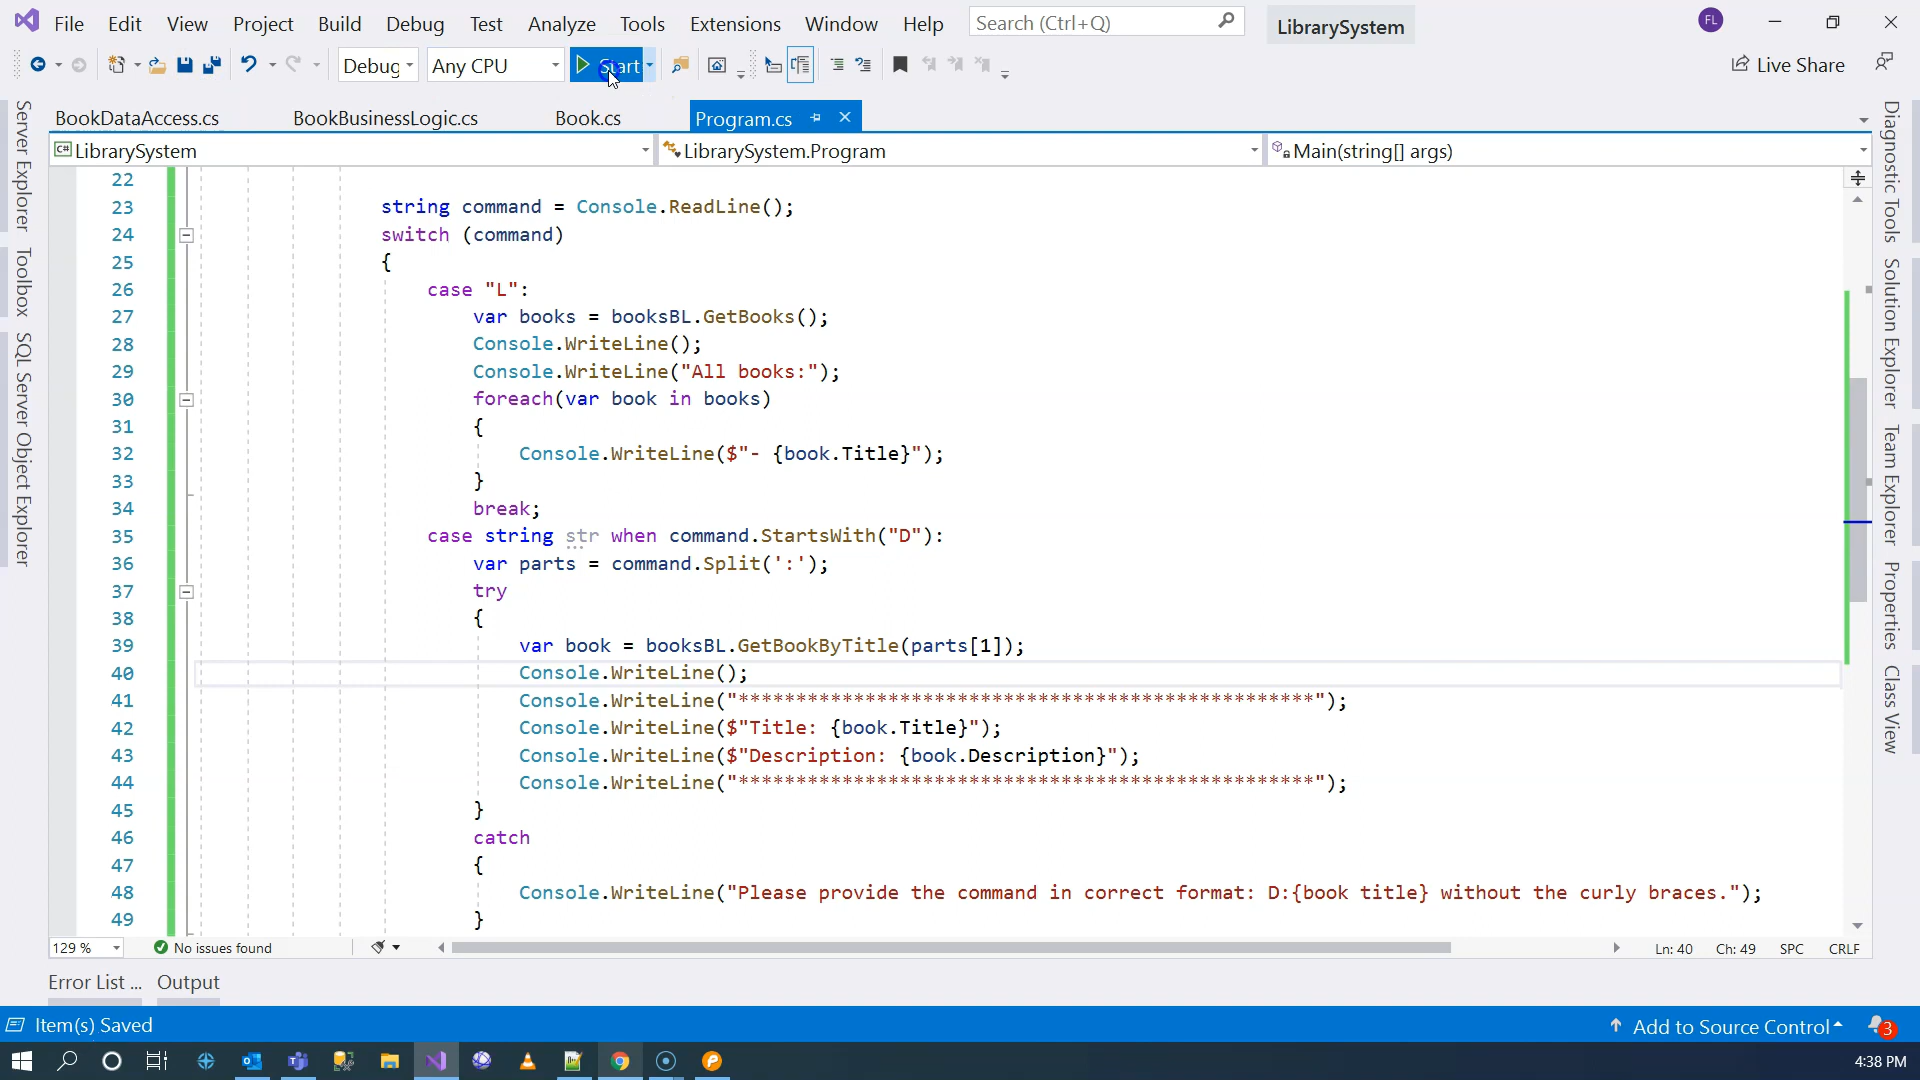 File Edit View Project Build Debug Test Analyze Tools Extensions Window Help Search (Ctrl+Q) LibrarySystem FL
Debug Any CPU Start Live Share
BookDataAccess.cs BookBusinessLogic.cs Book.cs Program.cs
C# LibrarySystem LibrarySystem.Program Main(string[] args)
22
23 string command = Console.ReadLine();
24 switch (command)
25 {
26 case "L":
27 var books = booksBL.GetBooks();
28 Console.WriteLine();
29 Console.WriteLine("All books:");
30 foreach(var book in books)
31 {
32 Console.WriteLine($"- {book.Title}");
33 }
34 break;
35 case string str when command.StartsWith("D"):
36 var parts = command.Split(':');
37 try
38 {
39 var book = booksBL.GetBookByTitle(parts[1]);
40 Console.WriteLine();
41 Console.WriteLine("**************************************************");
42 Console.WriteLine($"Title: {book.Title}");
43 Console.WriteLine($"Description: {book.Description}");
44 Console.WriteLine("**************************************************");
45 }
46 catch
47 {
48 Console.WriteLine("Please provide the command in correct format: D:{book title} without the curly braces.");
49 }
Server Explorer
Toolbox
SQL Server Object Explorer
Diagnostic Tools
Solution Explorer
Team Explorer
Properties
Class View
129 % No issues found Ln: 40 Ch: 49 SPC CRLF
Error List ... Output
Item(s) Saved Add to Source Control 3
4:38 PM